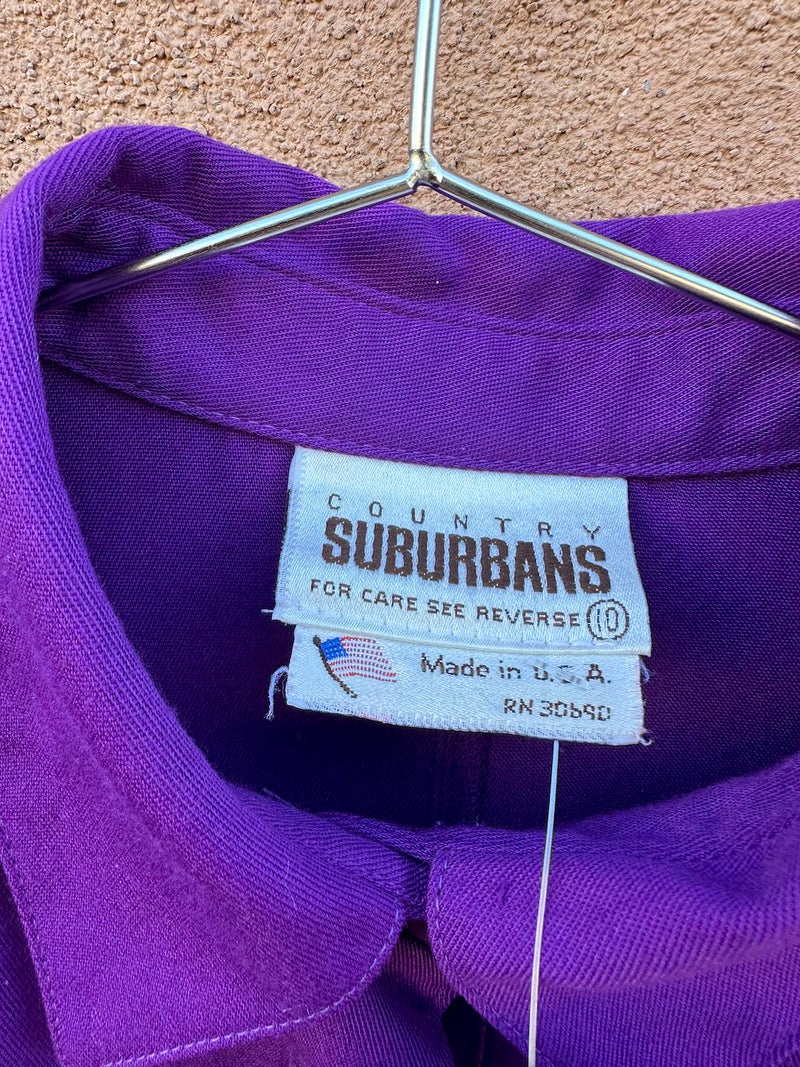 COUNTRY
SUBURBANS
FOR CARE SEE REVERSE 10
Made in U.S.A.
RN 30690